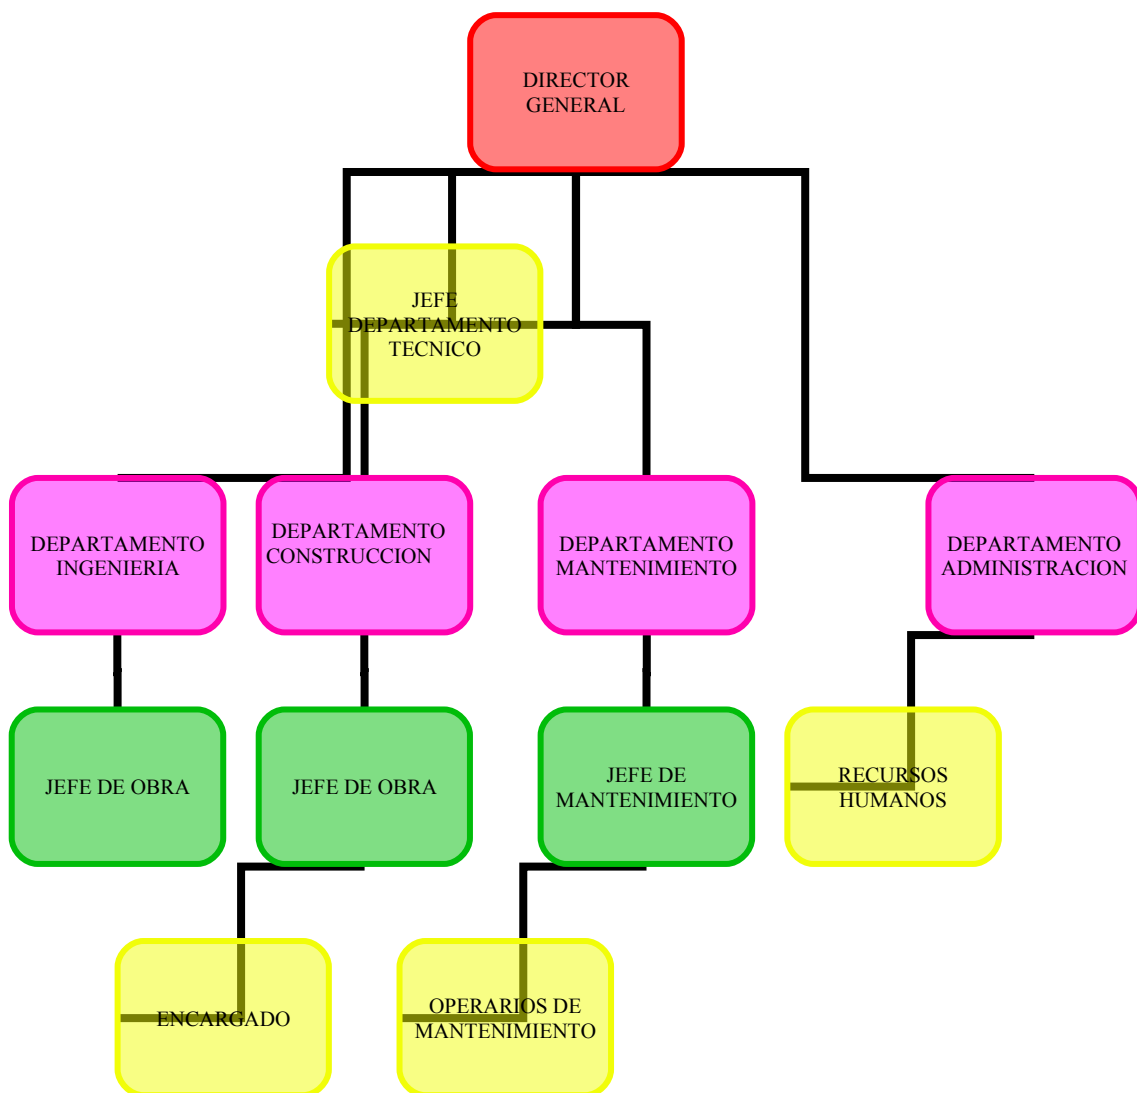 DIRECTOR
GENERAL
JEFE
DEPARTAMENTO
TECNICO
DEPARTAMENTO
INGENIERIA
DEPARTAMENTO
CONSTRUCCION
DEPARTAMENTO
MANTENIMIENTO
DEPARTAMENTO
ADMINISTRACION
JEFE DE OBRA
JEFE DE OBRA
JEFE DE
MANTENIMIENTO
RECURSOS
HUMANOS
ENCARGADO
OPERARIOS DE
MANTENIMIENTO